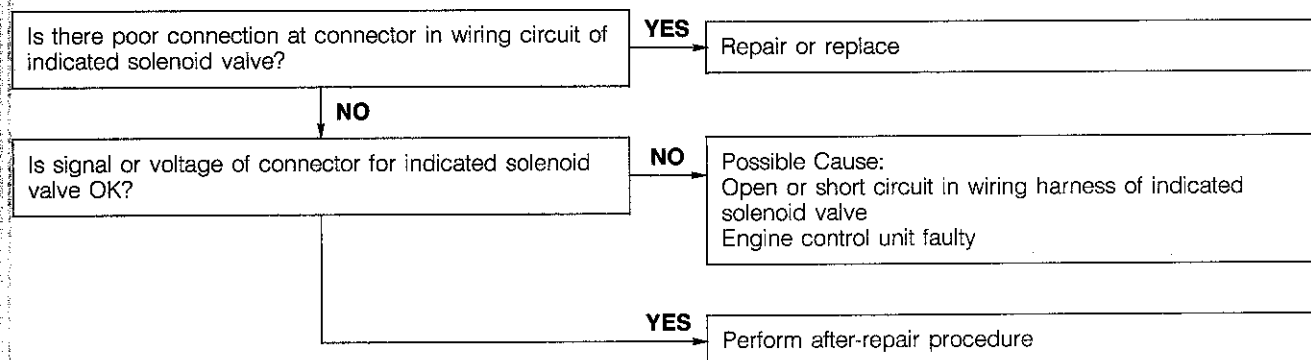 Is there poor connection at connector in wiring circuit of
indicated solenoid valve?
YES
Repair or replace
NO
Is signal or voltage of connector for indicated solenoid
valve OK?
NO
Possible Cause:
Open or short circuit in wiring harness of indicated
solenoid valve
Engine control unit faulty
YES
Perform after-repair procedure